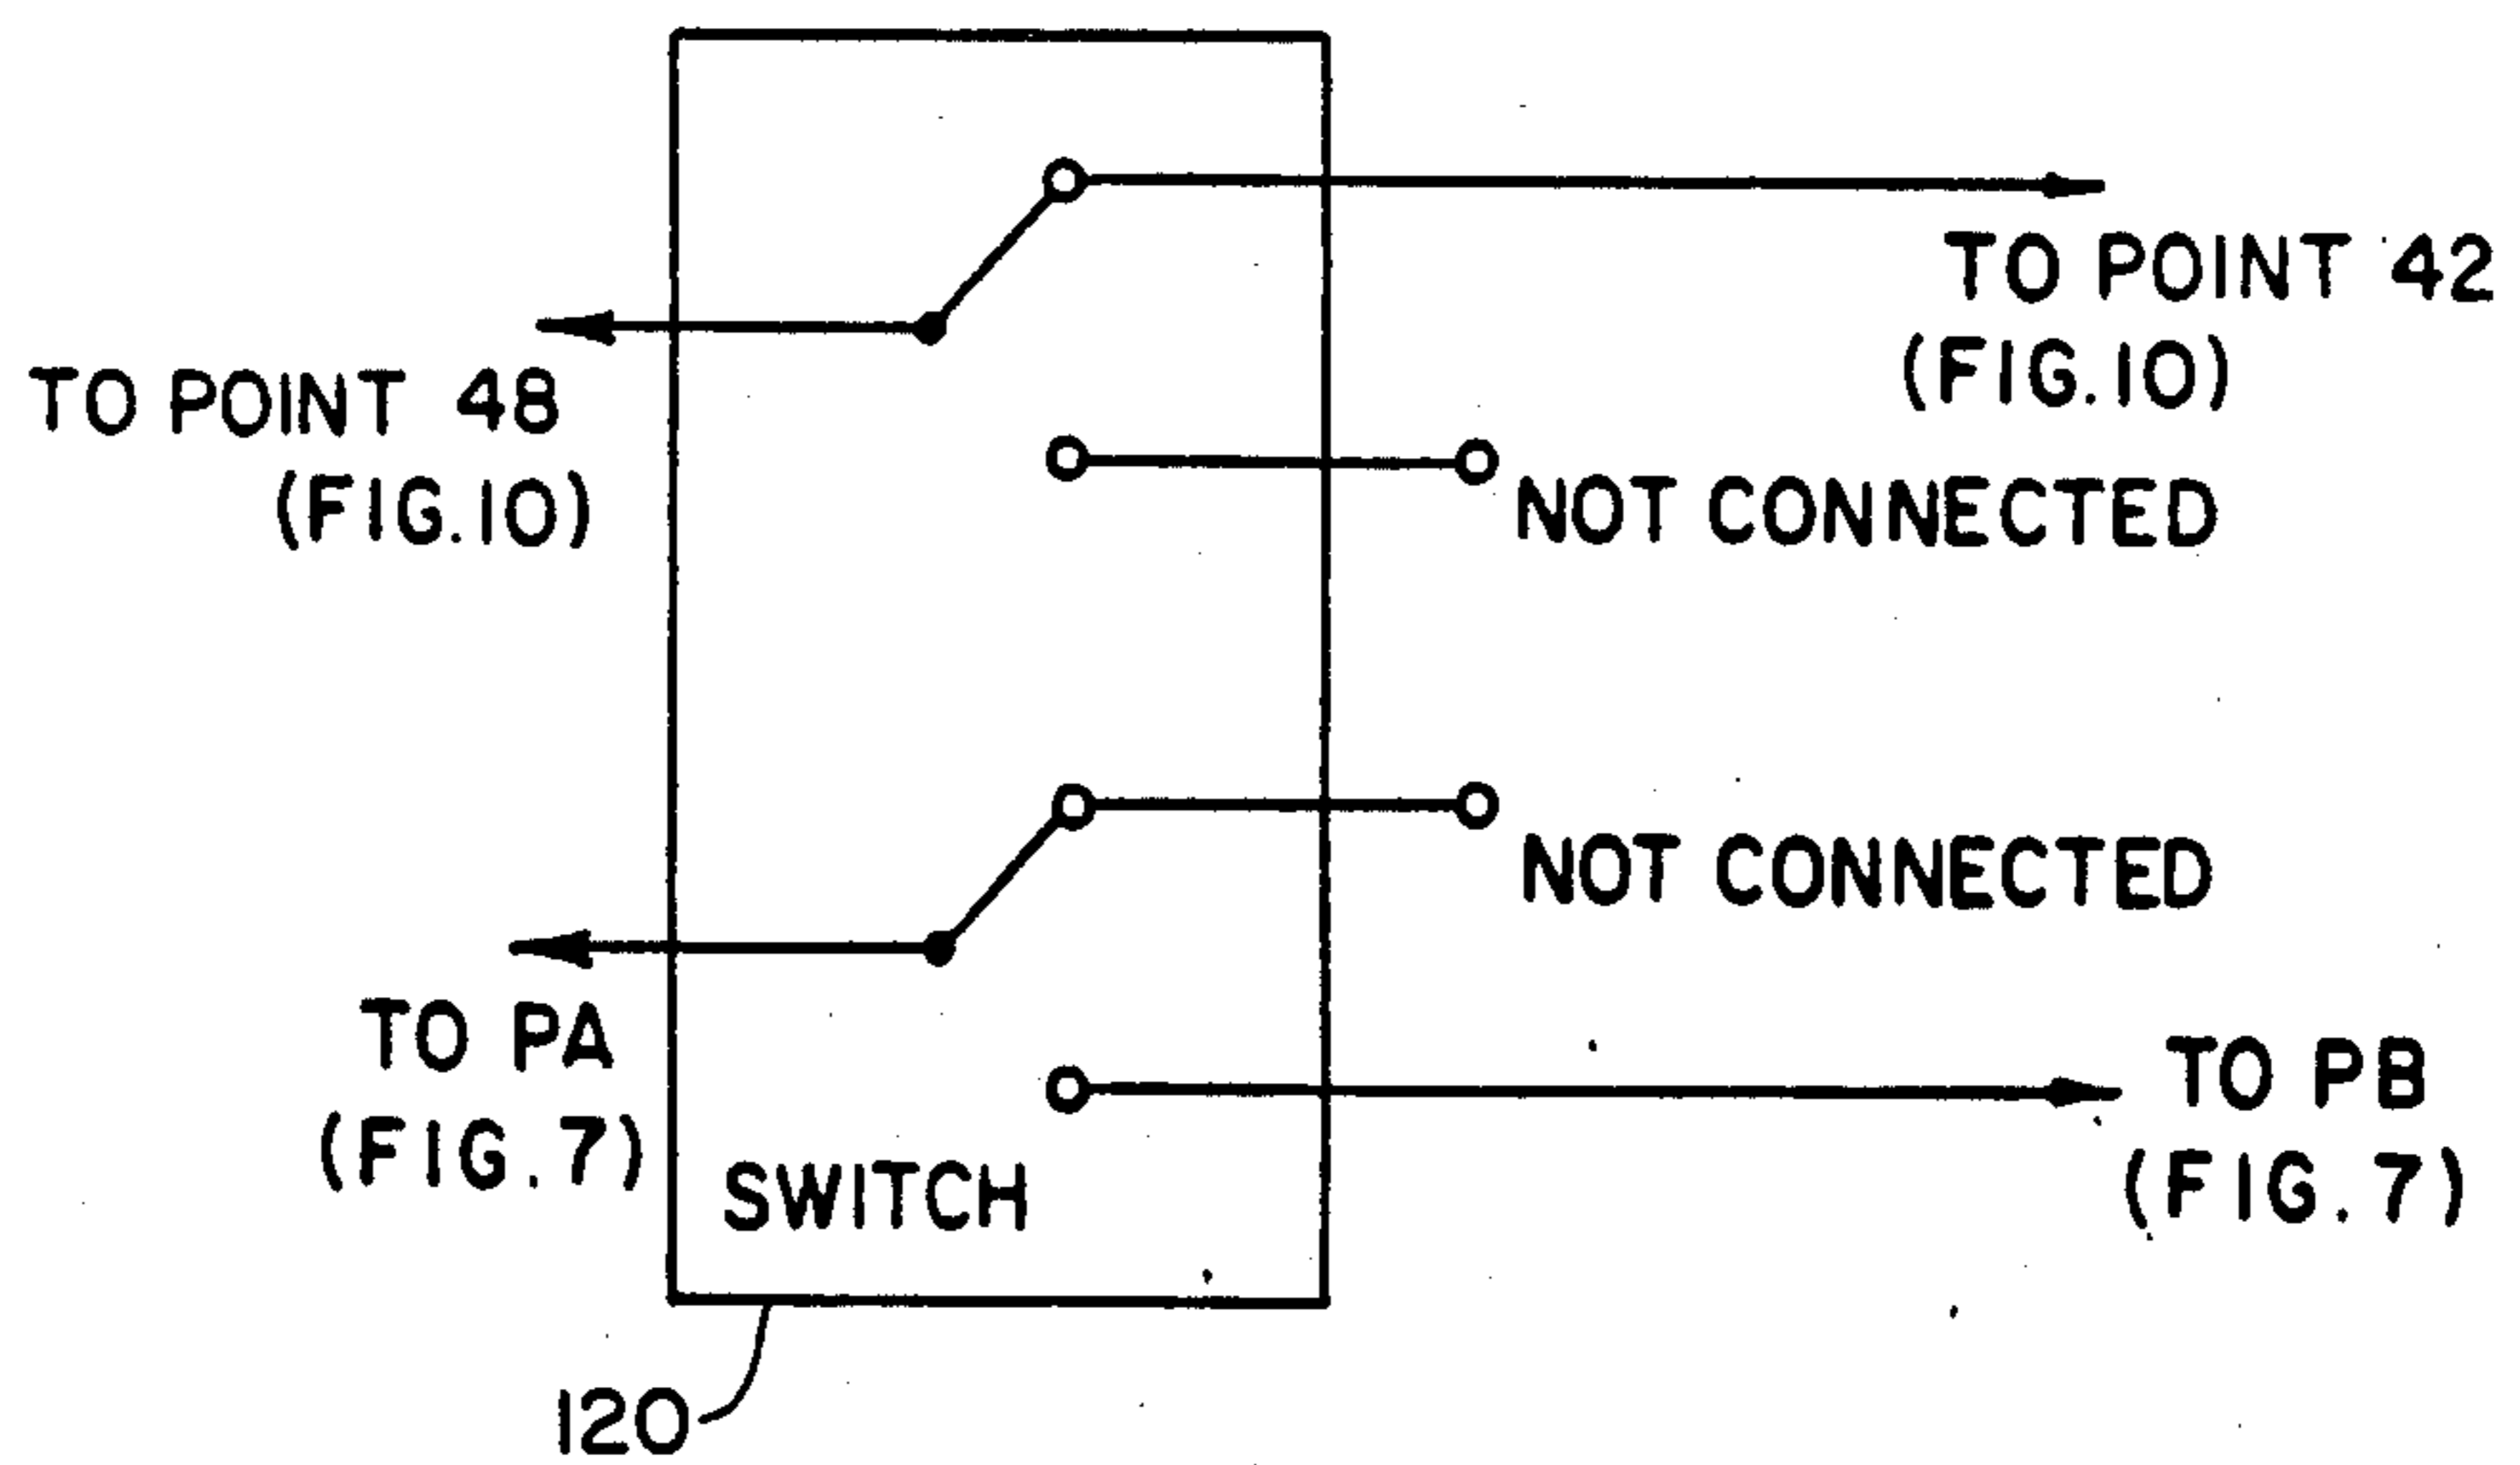 TO POINT 42
(FIG.10)
TO POINT 48
(FIG.10)
NOT CONNECTED
NOT CONNECTED
TO PA
(FIG.7)
TO PB
(FIG.7)
SWITCH
120